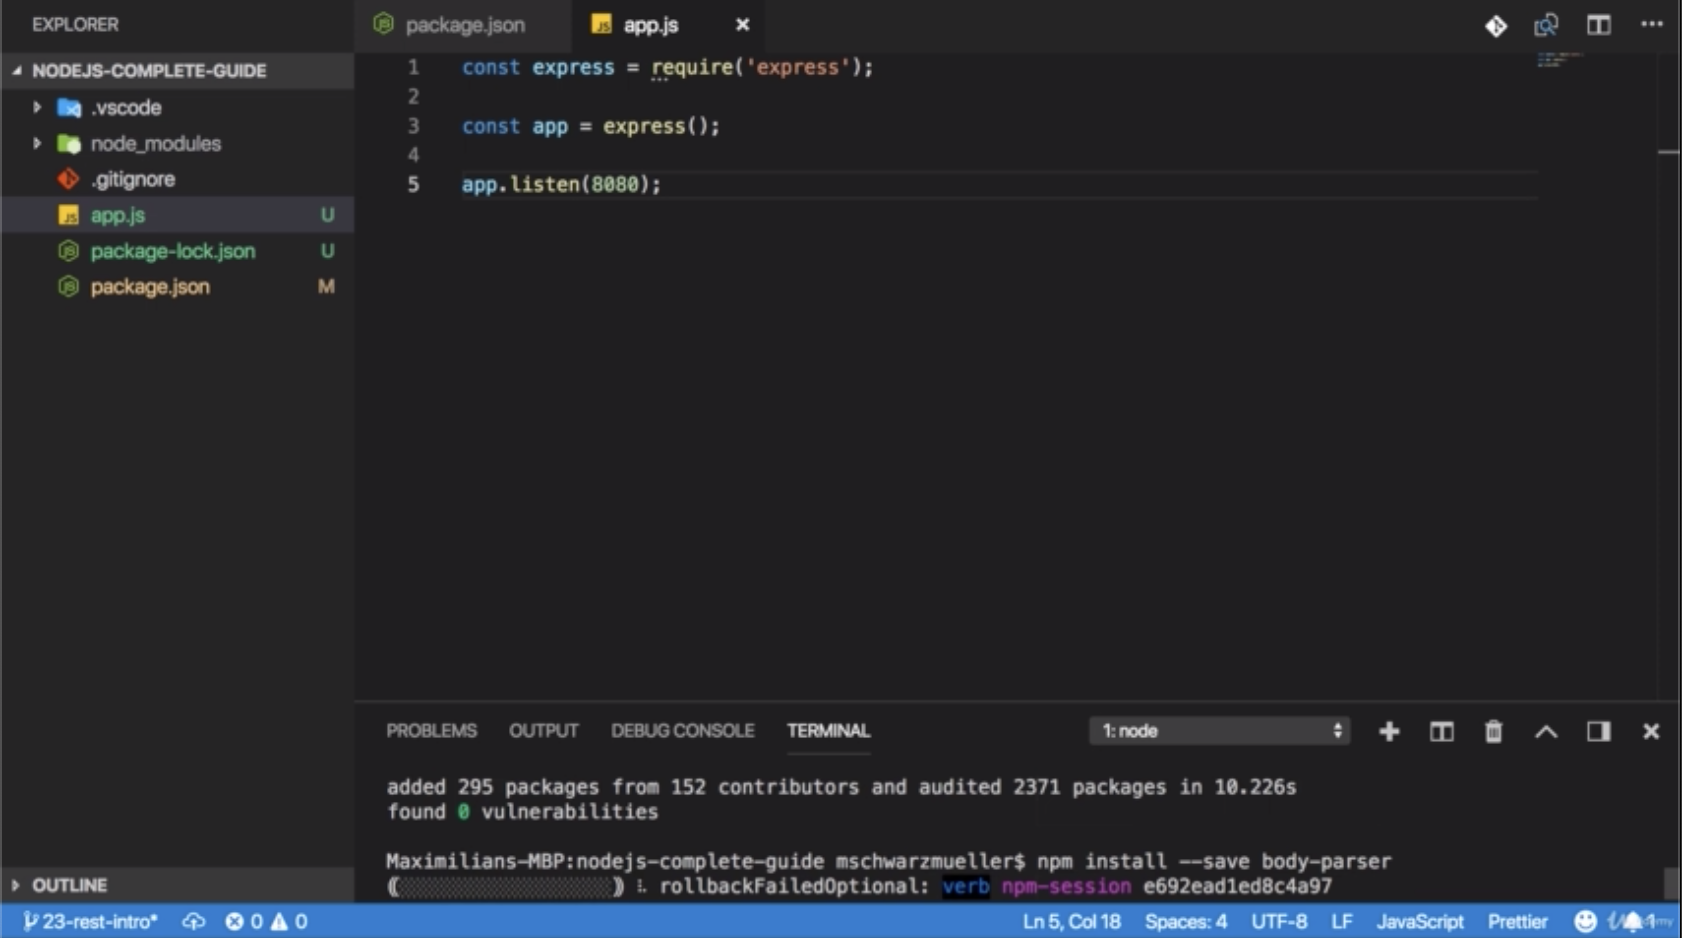 EXPLORER
package.json
app.js
NODEJS-COMPLETE-GUIDE
.vscode
node_modules
.gitignore
app.js U
package-lock.json U
package.json M
OUTLINE
1 const express = require('express');
2
3 const app = express();
4
5 app.listen(8080);
PROBLEMS OUTPUT DEBUG CONSOLE TERMINAL 1: node
added 295 packages from 152 contributors and audited 2371 packages in 10.226s
found 0 vulnerabilities
Maximilians-MBP:nodejs-complete-guide mschwarzmueller$ npm install --save body-parser
rollbackFailedOptional: verb npm-session e692ead1ed8c4a97
23-rest-intro* 0 0 Ln 5, Col 18 Spaces: 4 UTF-8 LF JavaScript Prettier 1